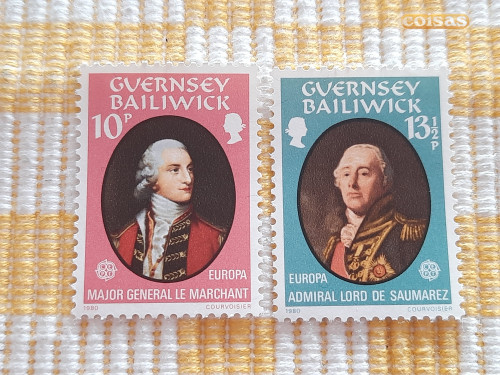 coisas
GUERNSEY
BAILIWICK
10P
EUROPA
MAJOR GENERAL LE MARCHANT
1980 COURVOISIER
GUERNSEY
BAILIWICK
13½P
EUROPA
ADMIRAL LORD DE SAUMAREZ
1980 COURVOISIER